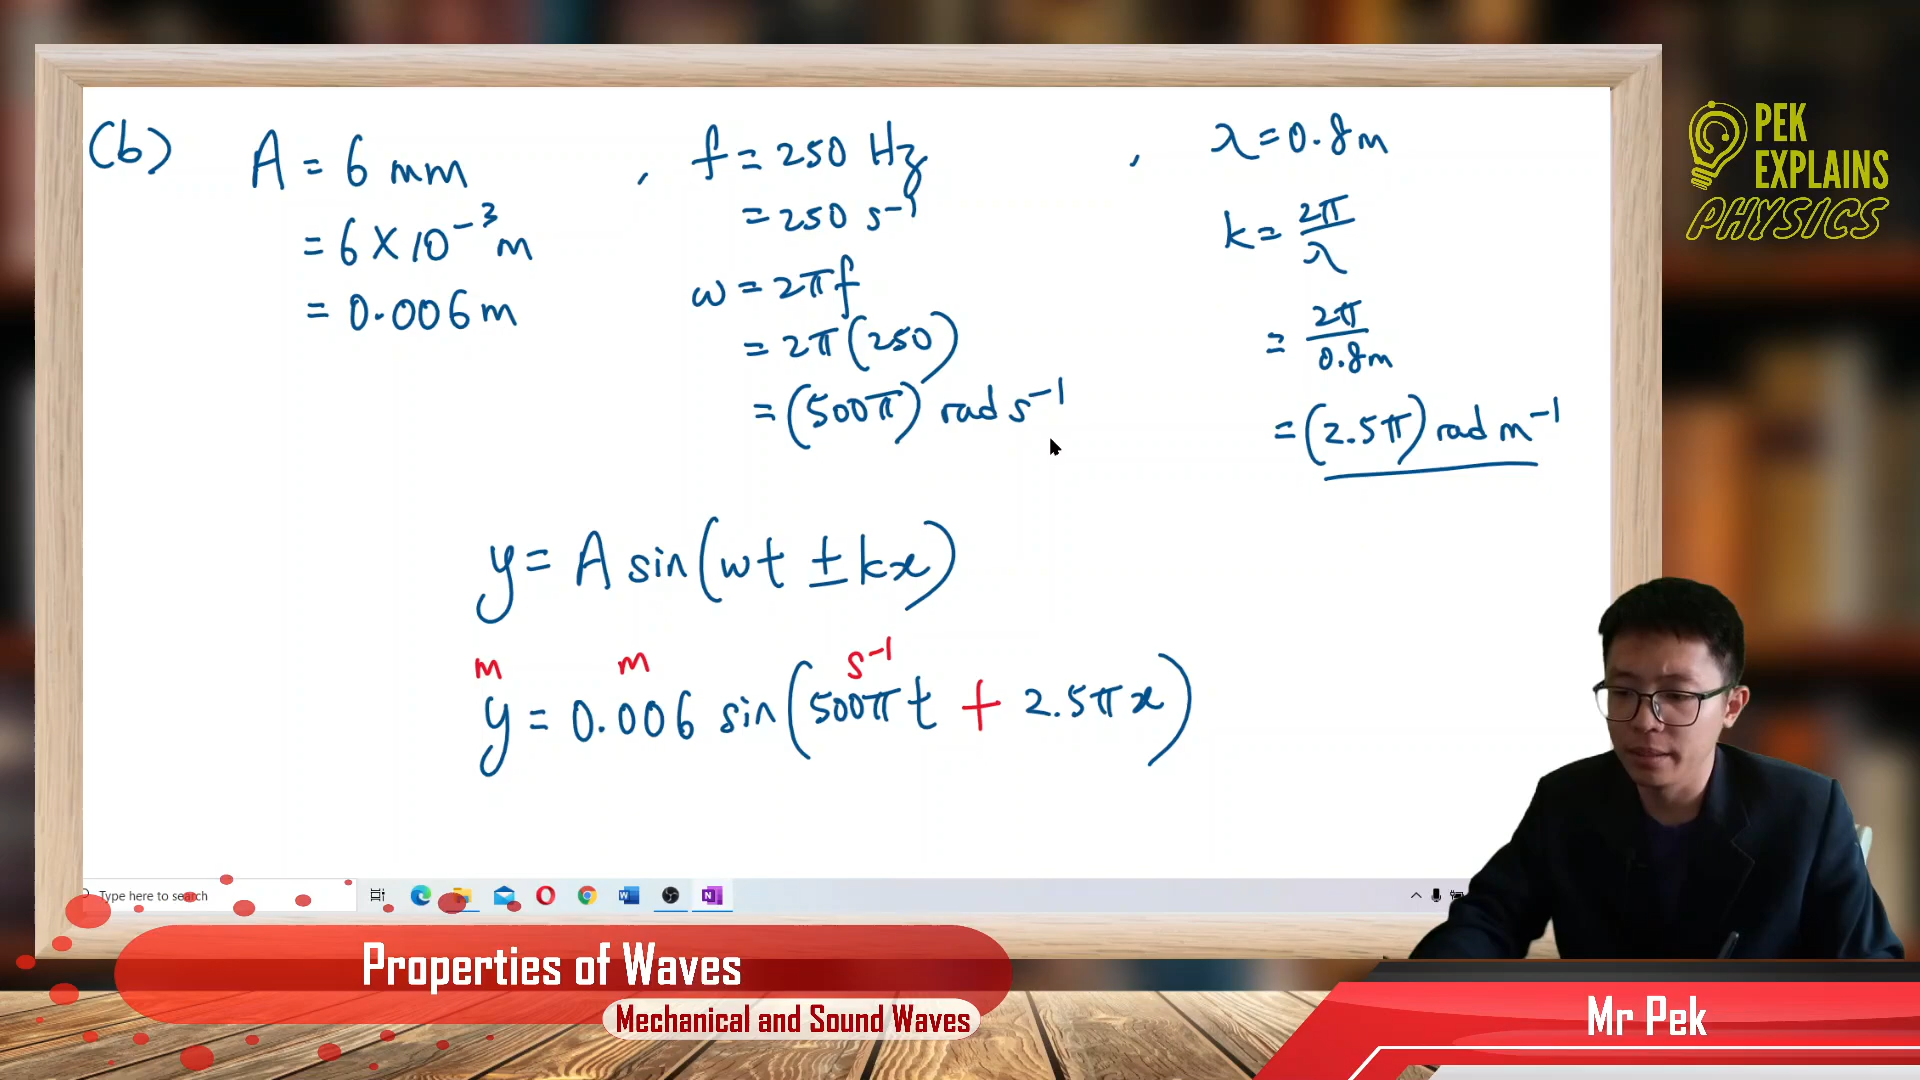 (b)
A = 6 mm , f = 250 Hz , λ = 0.8m
= 6 × 10⁻³ m
= 0.006 m
= 250 s⁻¹
ω = 2πf
= 2π(250)
= (500π) rad s⁻¹
k = 2π/λ
= 2π/0.8m
= (2.5π) rad m⁻¹
y = A sin(ωt ± kx)
m m s⁻¹
y = 0.006 sin(500πt + 2.5πx)
PEK
EXPLAINS
PHYSICS
Type here to search
Properties of Waves
Mechanical and Sound Waves
Mr Pek